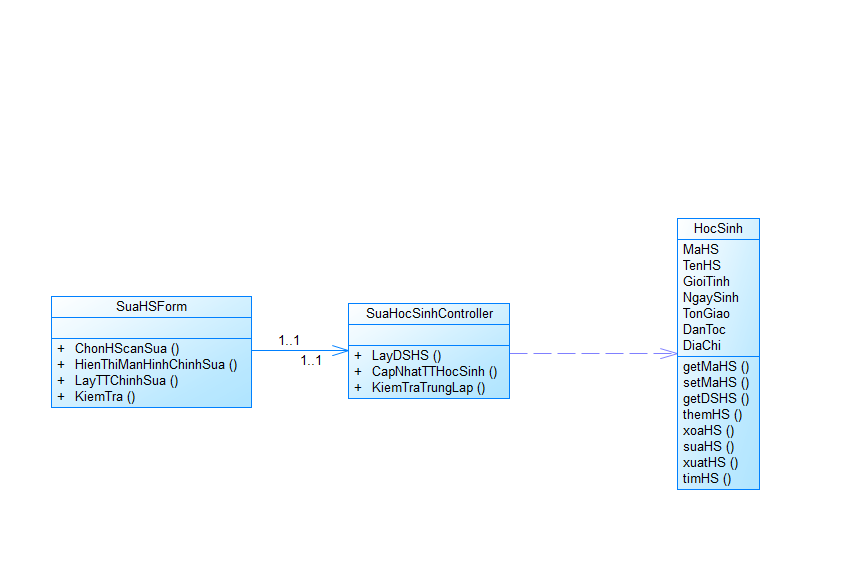 SuaHSForm
+ ChonHScanSua ()
+ HienThiManHinhChinhSua ()
+ LayTTChinhSua ()
+ KiemTra ()
1..1
1..1
SuaHocSinhController
+ LayDSHS ()
+ CapNhatTTHocSinh ()
+ KiemTraTrungLap ()
HocSinh
MaHS
TenHS
GioiTinh
NgaySinh
TonGiao
DanToc
DiaChi
getMaHS ()
setMaHS ()
getDSHS ()
themHS ()
xoaHS ()
suaHS ()
xuatHS ()
timHS ()